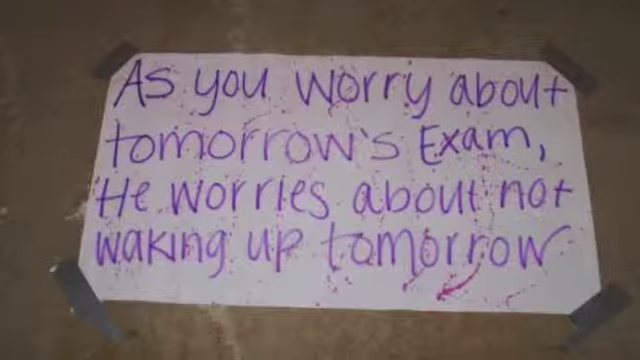 As you worry about
tomorrow's Exam,
He worries about not
waking up tomorrow